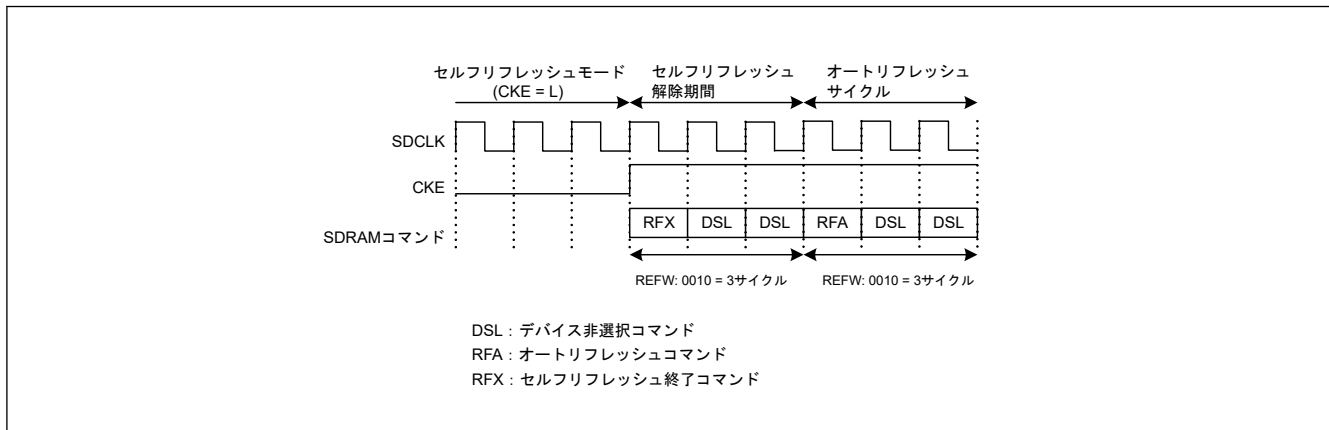 セルフリフレッシュモード
(CKE = L)
セルフリフレッシュ
解除期間
オートリフレッシュ
サイクル
SDCLK
CKE
SDRAMコマンド
RFX DSL DSL RFA DSL DSL
REFW: 0010 = 3サイクル REFW: 0010 = 3サイクル
DSL：デバイス非選択コマンド
RFA：オートリフレッシュコマンド
RFX：セルフリフレッシュ終了コマンド